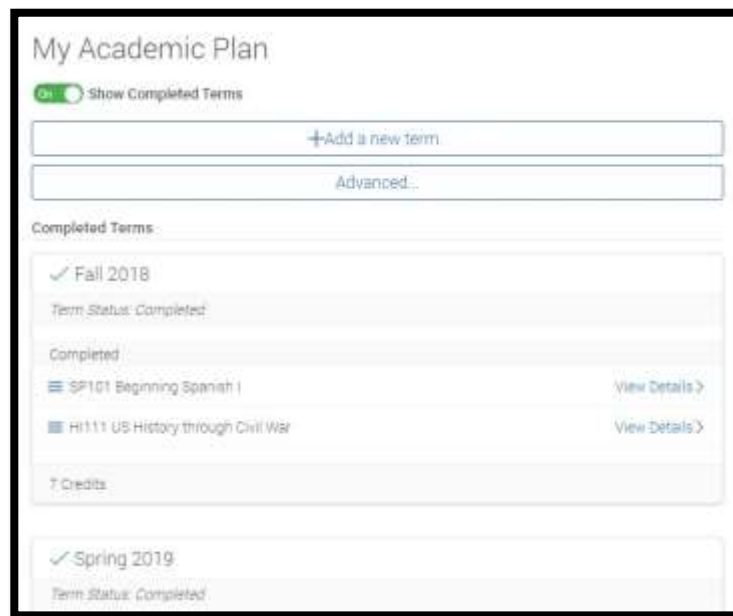 My Academic Plan
On Show Completed Terms
+Add a new term
Advanced...
Completed Terms
✓ Fall 2018
Term Status: Completed
Completed
SP101 Beginning Spanish I View Details >
HI111 US History through Civil War View Details >
7 Credits
✓ Spring 2019
Term Status: Completed